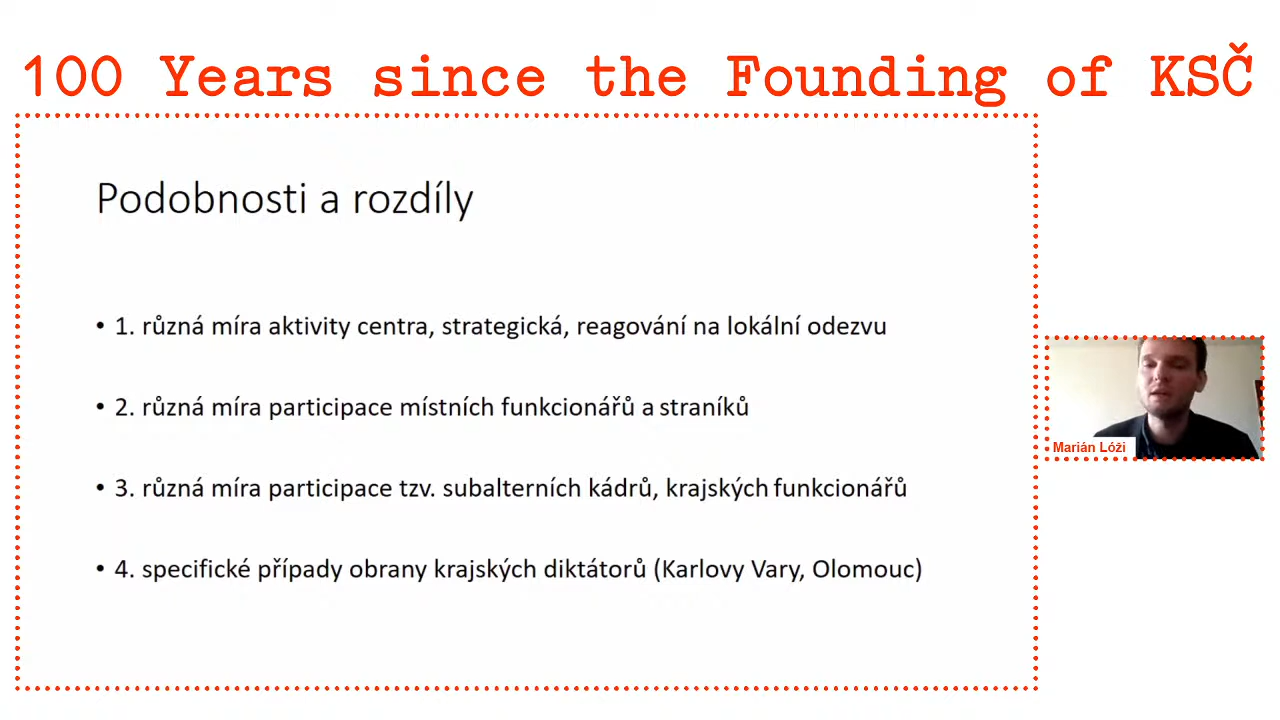 100 Years since the Founding of KSČ
Podobnosti a rozdíly
• 1. různá míra aktivity centra, strategická, reagování na lokální odezvu
• 2. různá míra participace místních funkcionářů a straníků
• 3. různá míra participace tzv. subalterních kádrů, krajských funkcionářů
• 4. specifické případy obrany krajských diktátorů (Karlovy Vary, Olomouc)
Marián Lóži